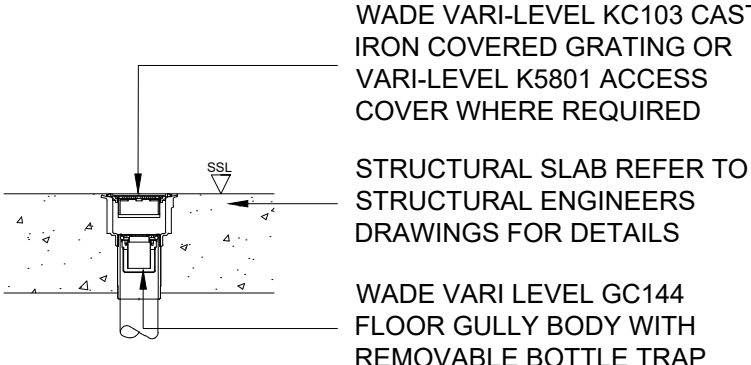 WADE VARI-LEVEL KC103 CAST
IRON COVERED GRATING OR
VARI-LEVEL K5801 ACCESS
COVER WHERE REQUIRED
SSL
STRUCTURAL SLAB REFER TO
STRUCTURAL ENGINEERS
DRAWINGS FOR DETAILS
WADE VARI LEVEL GC144
FLOOR GULLY BODY WITH
REMOVABLE BOTTLE TRAP